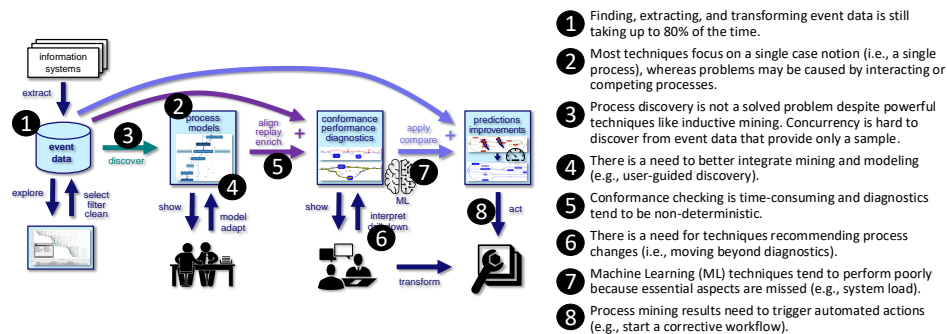 information
systems
extract
1
event
data
explore
select
filter
clean
3
discover
2
process
models
4
show
model
adapt
align
replay +
enrich
5
conformance
performance
diagnostics
7
ML
show
interpret
6
transform
apply +
compare
predictions
improvements
8
act
1 Finding, extracting, and transforming event data is still
taking up to 80% of the time.
2 Most techniques focus on a single case notion (i.e., a single
process), whereas problems may be caused by interacting or
competing processes.
3 Process discovery is not a solved problem despite powerful
techniques like inductive mining. Concurrency is hard to
discover from event data that provide only a sample.
4 There is a need to better integrate mining and modeling
(e.g., user-guided discovery).
5 Conformance checking is time-consuming and diagnostics
tend to be non-deterministic.
6 There is a need for techniques recommending process
changes (i.e., moving beyond diagnostics).
7 Machine Learning (ML) techniques tend to perform poorly
because essential aspects are missed (e.g., system load).
8 Process mining results need to trigger automated actions
(e.g., start a corrective workflow).